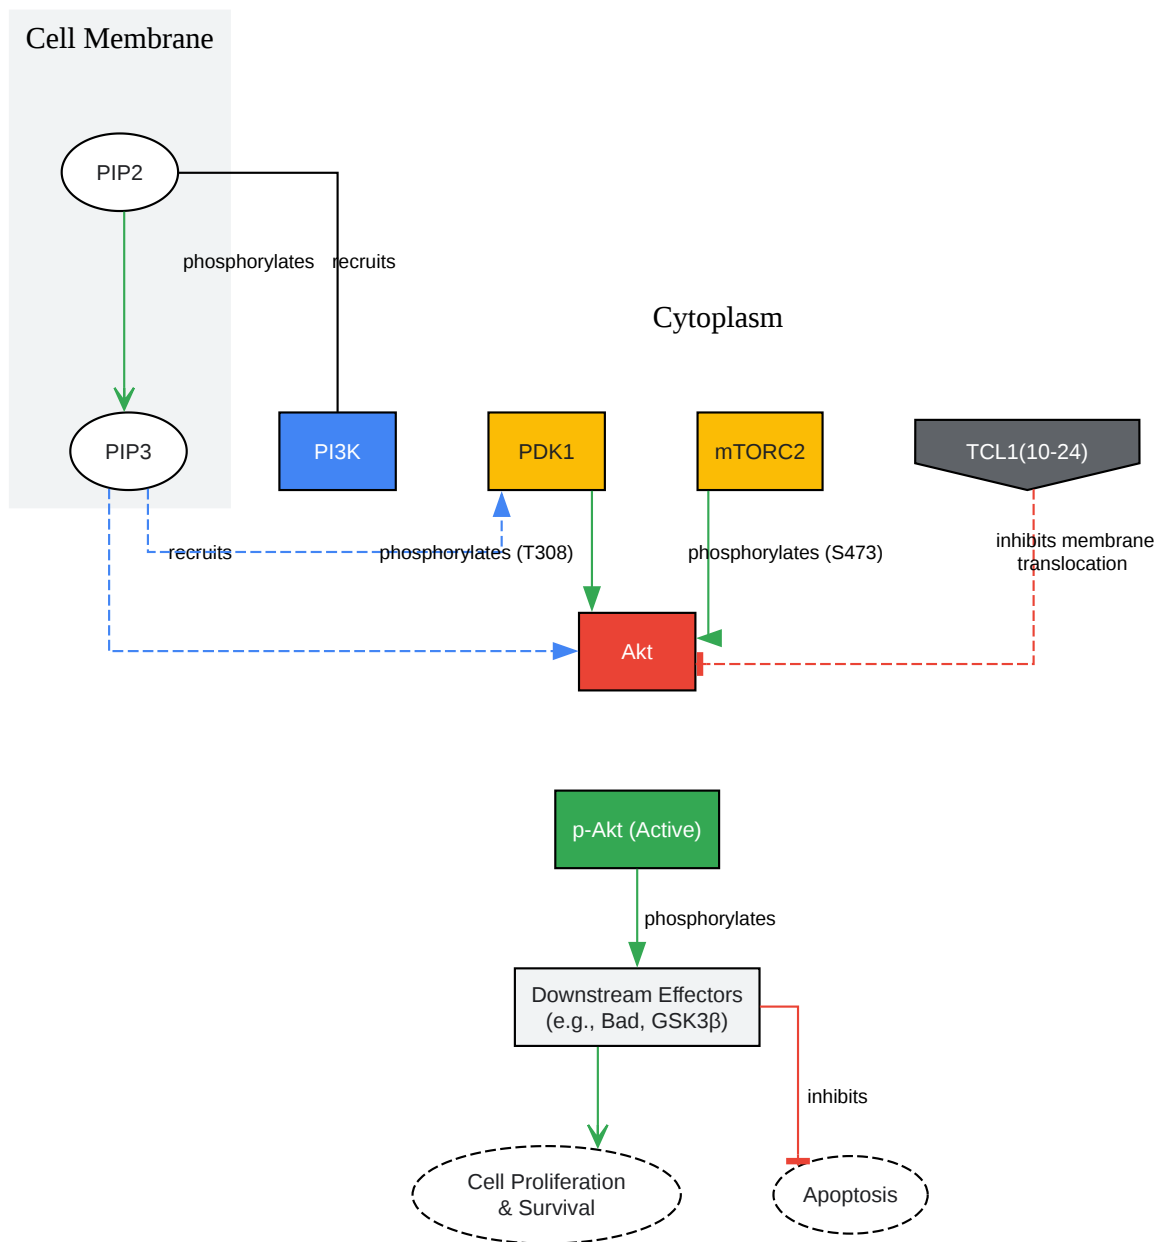 Cell Membrane
PIP2
phosphorylates
recruits
Cytoplasm
PIP3
PI3K
PDK1
mTORC2
TCL1(10-24)
recruits
phosphorylates (T308)
phosphorylates (S473)
inhibits membrane
translocation
Akt
p-Akt (Active)
phosphorylates
Downstream Effectors
(e.g., Bad, GSK3β)
inhibits
Cell Proliferation
& Survival
Apoptosis